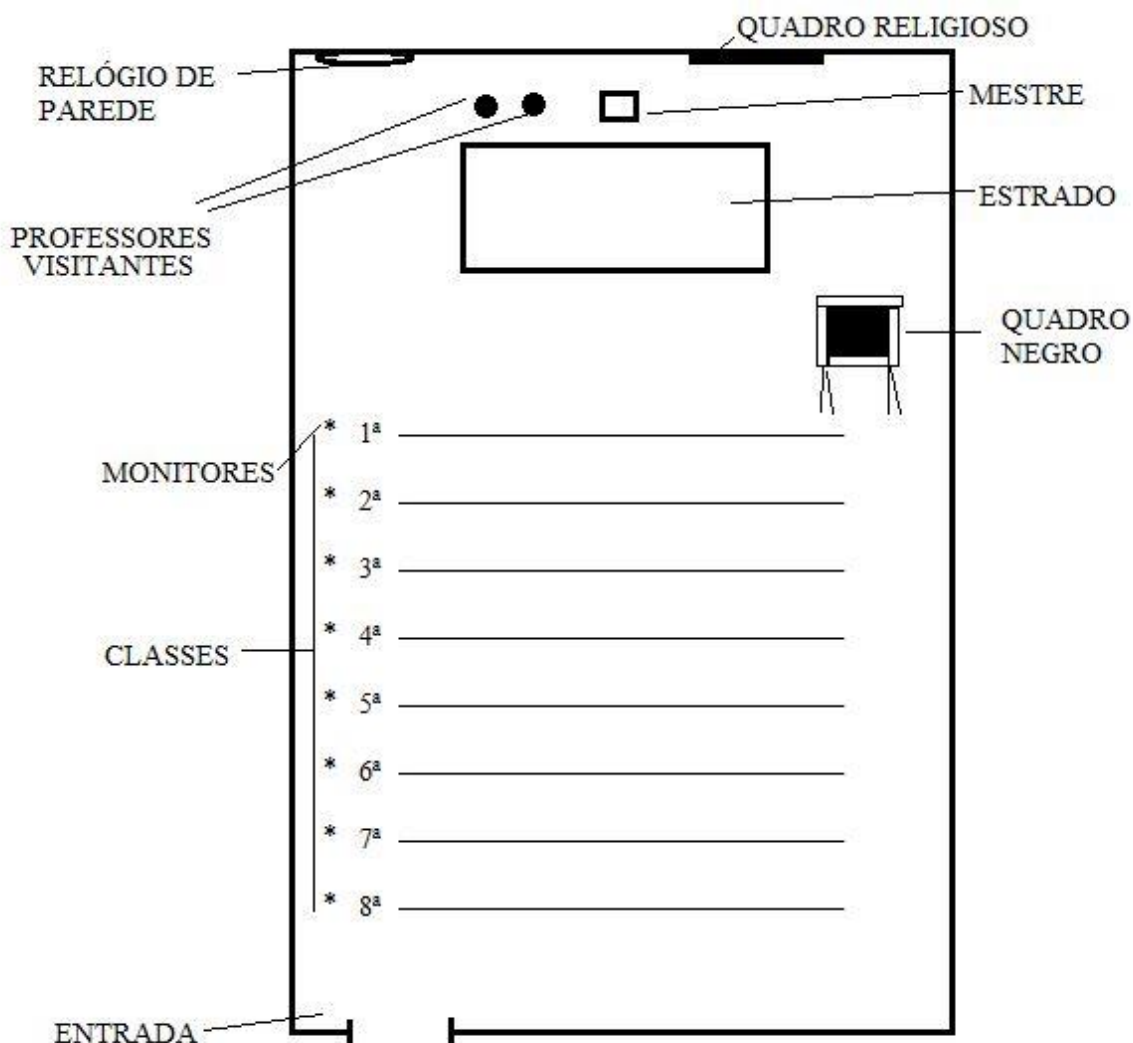 QUADRO RELIGIOSO
RELÓGIO DE
PAREDE
MESTRE
ESTRADO
PROFESSORES
VISITANTES
QUADRO
NEGRO
MONITORES
* 1ª
* 2ª
* 3ª
* 4ª
CLASSES
* 5ª
* 6ª
* 7ª
* 8ª
ENTRADA